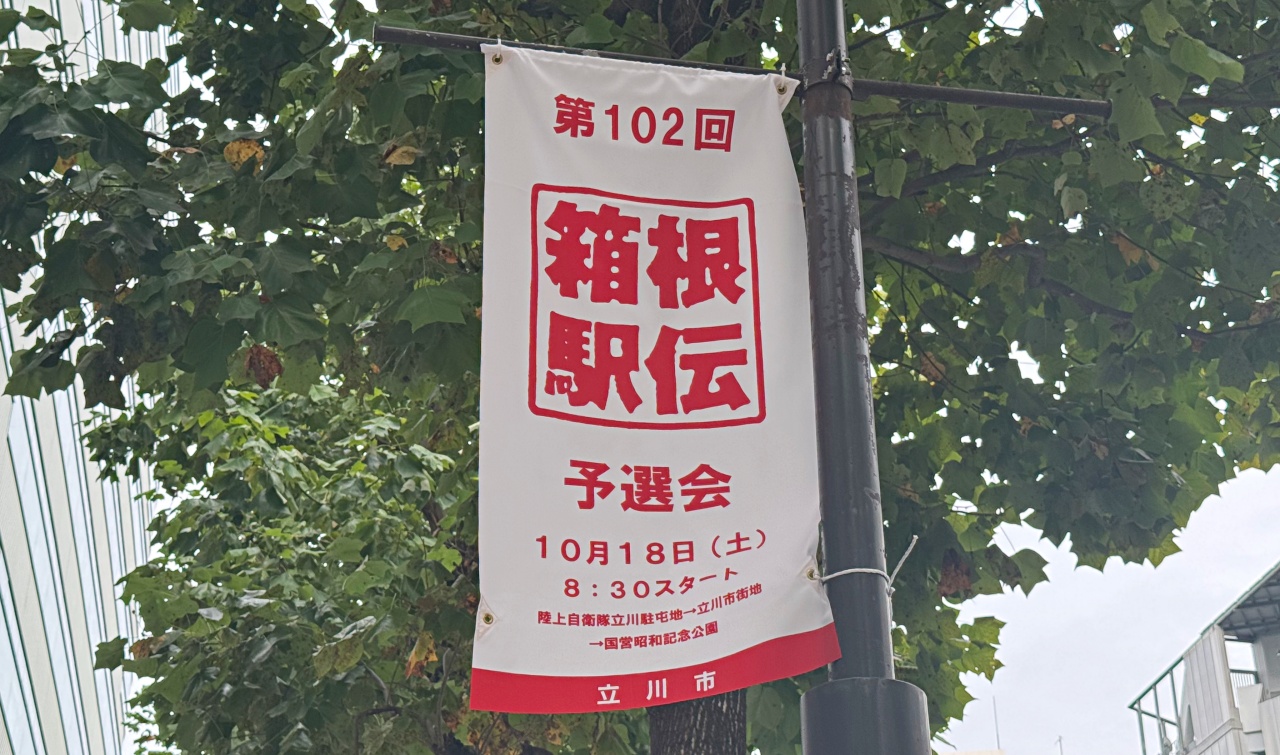 第102回
箱根
駅伝
予選会
10月18日(土)
8:30スタート
陸上自衛隊立川駐屯地→立川市街地
→国営昭和記念公園
立川市